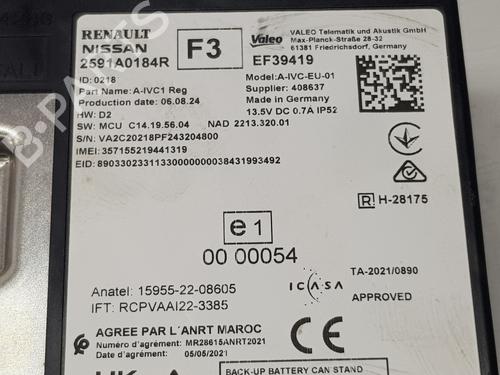 RENAULT
NISSAN
2591A0184R
F3
Valeo
VALEO Telematik und Akustik GmbH
Max-Planck-Straße 28-32
61381 Friedrichsdorf, Germany
EF39419
ID:0218
Part Name: A-IVC1 Reg
Production date: 06.08.24
HW: D2
SW: MCU C14.19.56.04 NAD 2213.320.01
S/N: VA2C20218PF243204800
IMEI: 357155219441319
EID: 89033023311330000000038431993492
Model:A-IVC-EU-01
Supplier: 408637
Made in Germany
13.5V DC 0.7A IP52
R H-28175
e1
00 00054
Anatel: 15955-22-08605
IFT: RCPVAAI22-3385
ICASA
TA-2021/0890
APPROVED
AGREE PAR L´ANRT MAROC
Numéro d'agrément: MR28615ANRT2021
Date d'agrément: 05/05/2021
CE
BACK-UP BATTERY CAN STAND